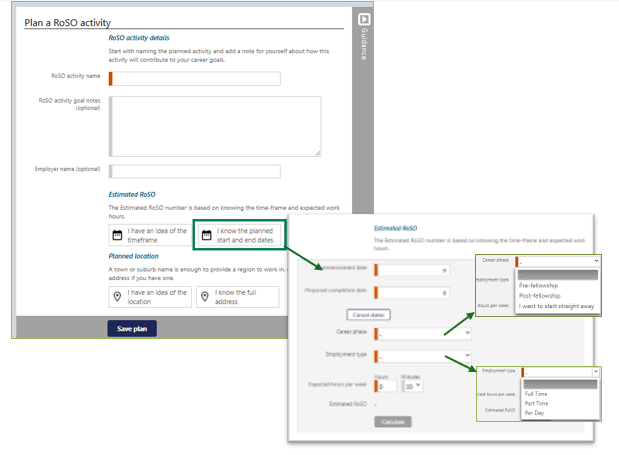 Plan a RoSO activity
Guidance
RoSO activity details
Start with naming the planned activity and add a note for yourself about how this
activity will contribute to your career goals.
RoSO activity name
RoSO activity goal notes
(optional)
Employer name (optional)
Estimated RoSO
The Estimated RoSO number is based on knowing the time-frame and expected work
hours.
I have an idea of the
timeframe
I know the planned
start and end dates
Planned location
A town or suburb name is enough to provide a region to work in,
address if you have one.
I have an idea of the
location
I know the full
address
Save plan
Estimated RoSO
The Estimated RoSO number is based on knowing the time-frame and expected work
hours.
mmencement date
Proposed completion date
Cancel dates
Career phase
-
Employment type
-
Hours Minutes
Expected hours per week
0 00
Estimated RoSO -
Calculate
Career phase
-
mployment type
hours per week
-
Pre-fellowship
Post-fellowship
I want to start straight away
Employment type
-
cted hours per week
Estimated RoSO
-
Full Time
Part Time
Per Day